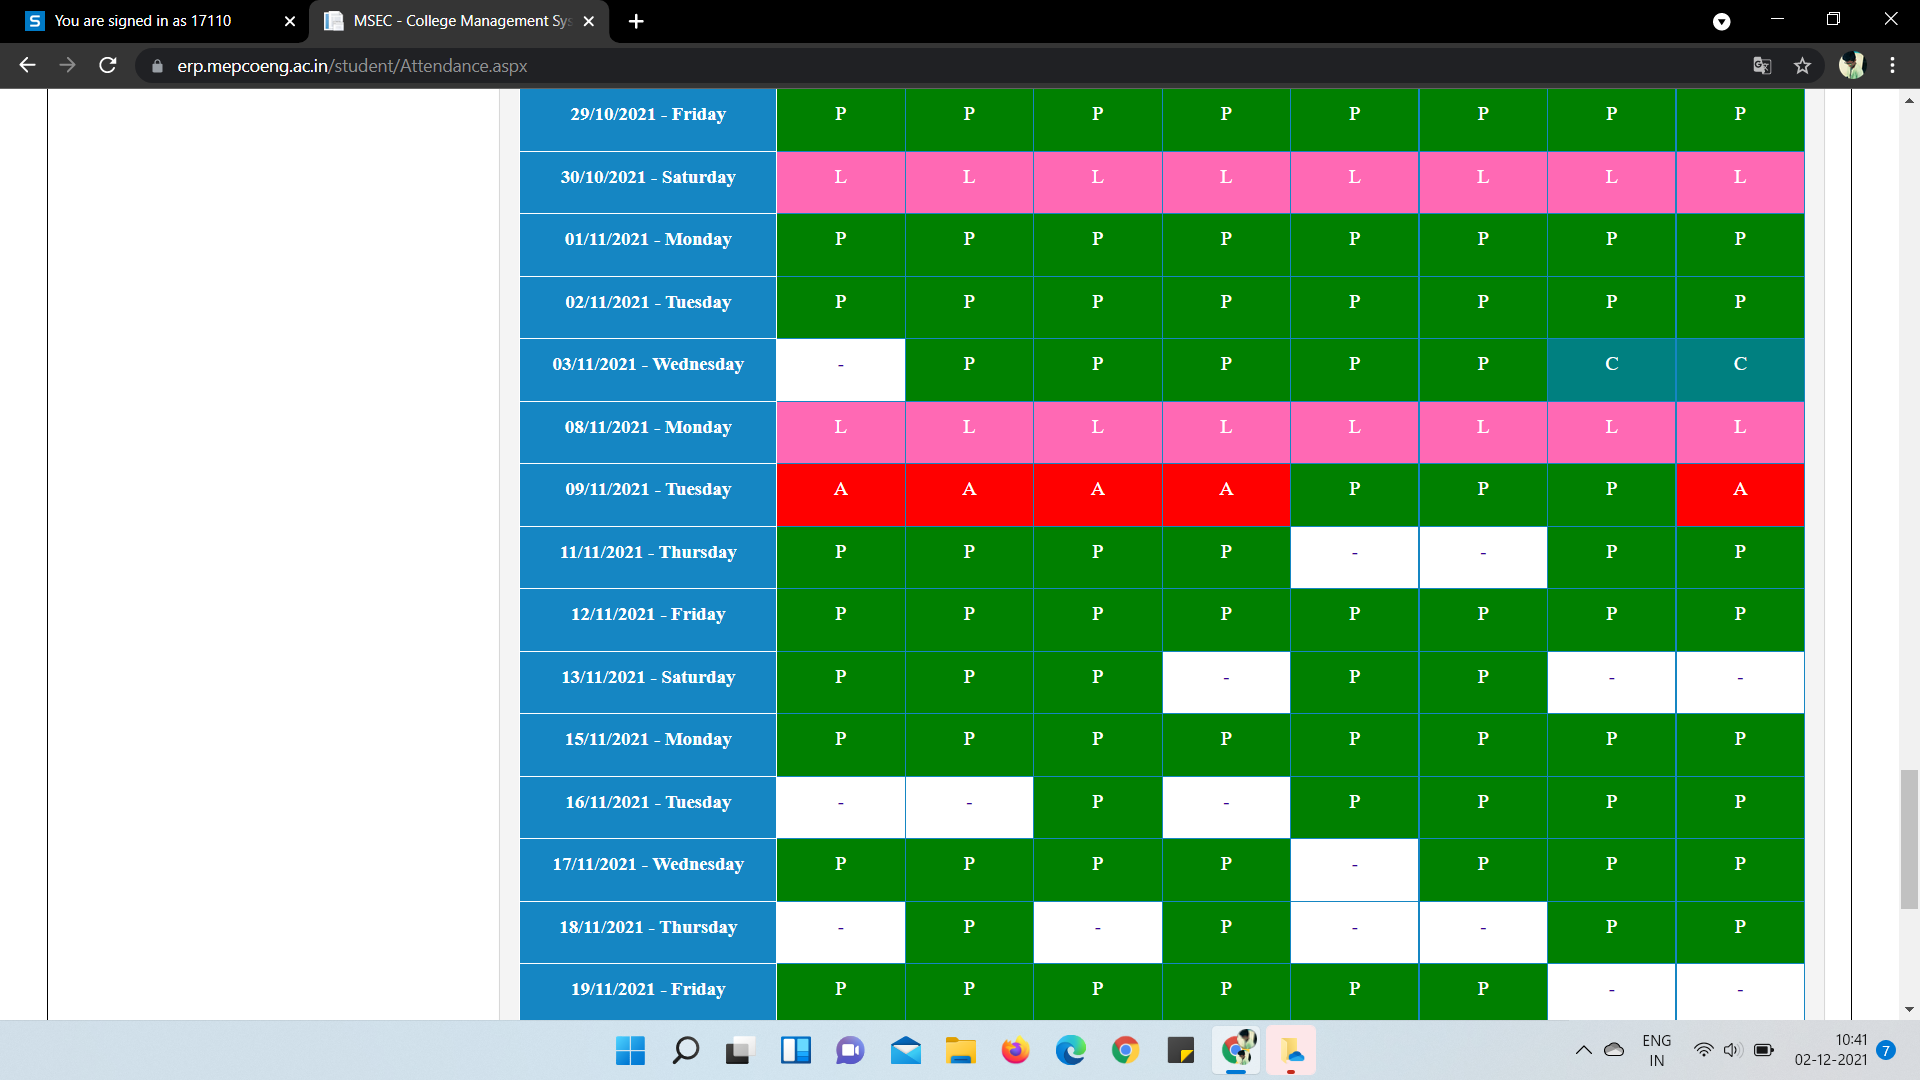 You are signed in as 17110
MSEC - College Management Sys
erp.mepcoeng.ac.in/student/Attendance.aspx
29/10/2021 - Friday P P P P P P P P
30/10/2021 - Saturday L L L L L L L L
01/11/2021 - Monday P P P P P P P P
02/11/2021 - Tuesday P P P P P P P P
03/11/2021 - Wednesday - P P P P P C C
08/11/2021 - Monday L L L L L L L L
09/11/2021 - Tuesday A A A A P P P A
11/11/2021 - Thursday P P P P - - P P
12/11/2021 - Friday P P P P P P P P
13/11/2021 - Saturday P P P - P P - -
15/11/2021 - Monday P P P P P P P P
16/11/2021 - Tuesday - - P - P P P P
17/11/2021 - Wednesday P P P P - P P P
18/11/2021 - Thursday - P - P - - P P
19/11/2021 - Friday P P P P P P - -
ENG
IN
10:41
02-12-2021
7